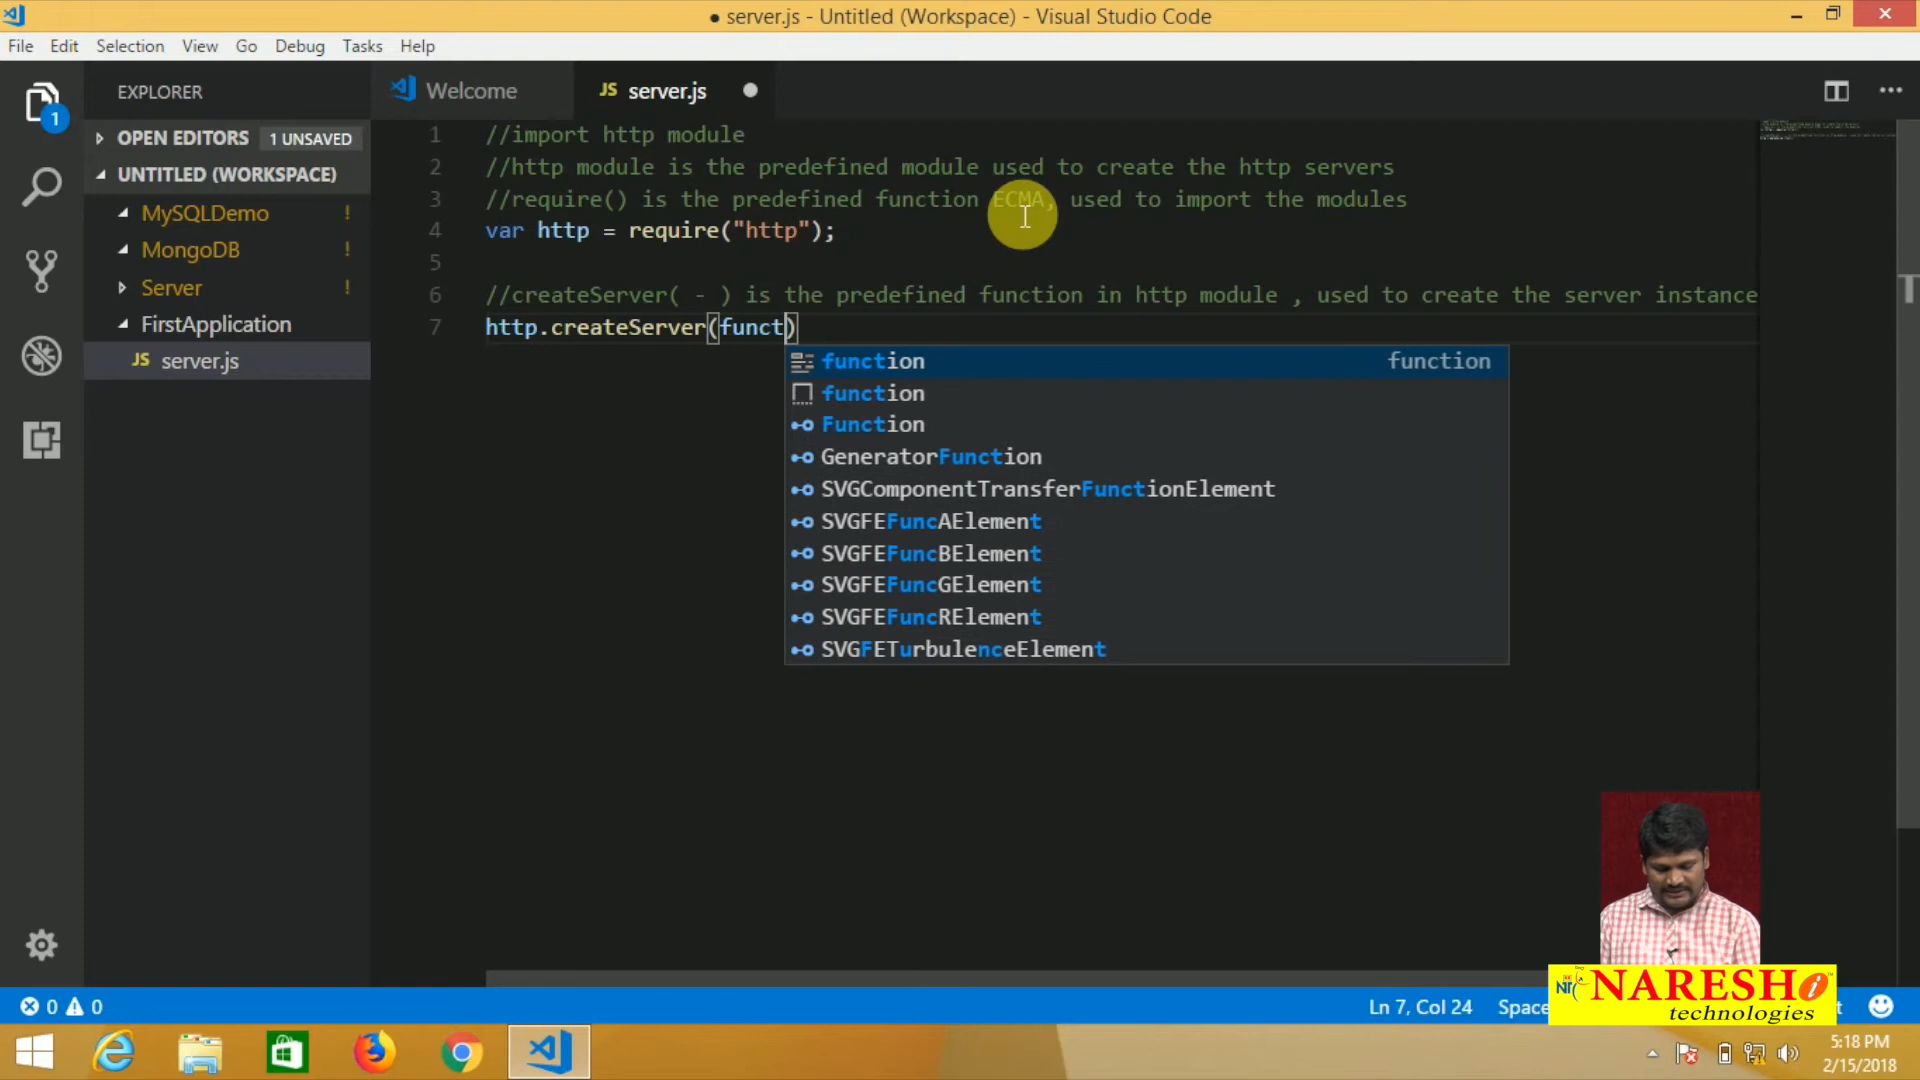 ● server.js - Untitled (Workspace) - Visual Studio Code
File Edit Selection View Go Debug Tasks Help
EXPLORER
Welcome
JS server.js
1
OPEN EDITORS 1 UNSAVED
UNTITLED (WORKSPACE)
MySQLDemo !
MongoDB
Server !
FirstApplication
JS server.js
1 //import http module
2 //http module is the predefined module used to create the http servers
3 //require() is the predefined function ECMA, used to import the modules
4 var http = require("http");
5
6 //createServer( - ) is the predefined function in http module , used to create the server instance
7 http.createServer(funct)
function function
function
Function
GeneratorFunction
SVGComponentTransferFunctionElement
SVGFEFuncAElement
SVGFEFuncBElement
SVGFEFuncGElement
SVGFEFuncRElement
SVGFETurbulenceElement
0 0
Ln 7, Col 24
Space
NARESH i
technologies
5:18 PM
2/15/2018